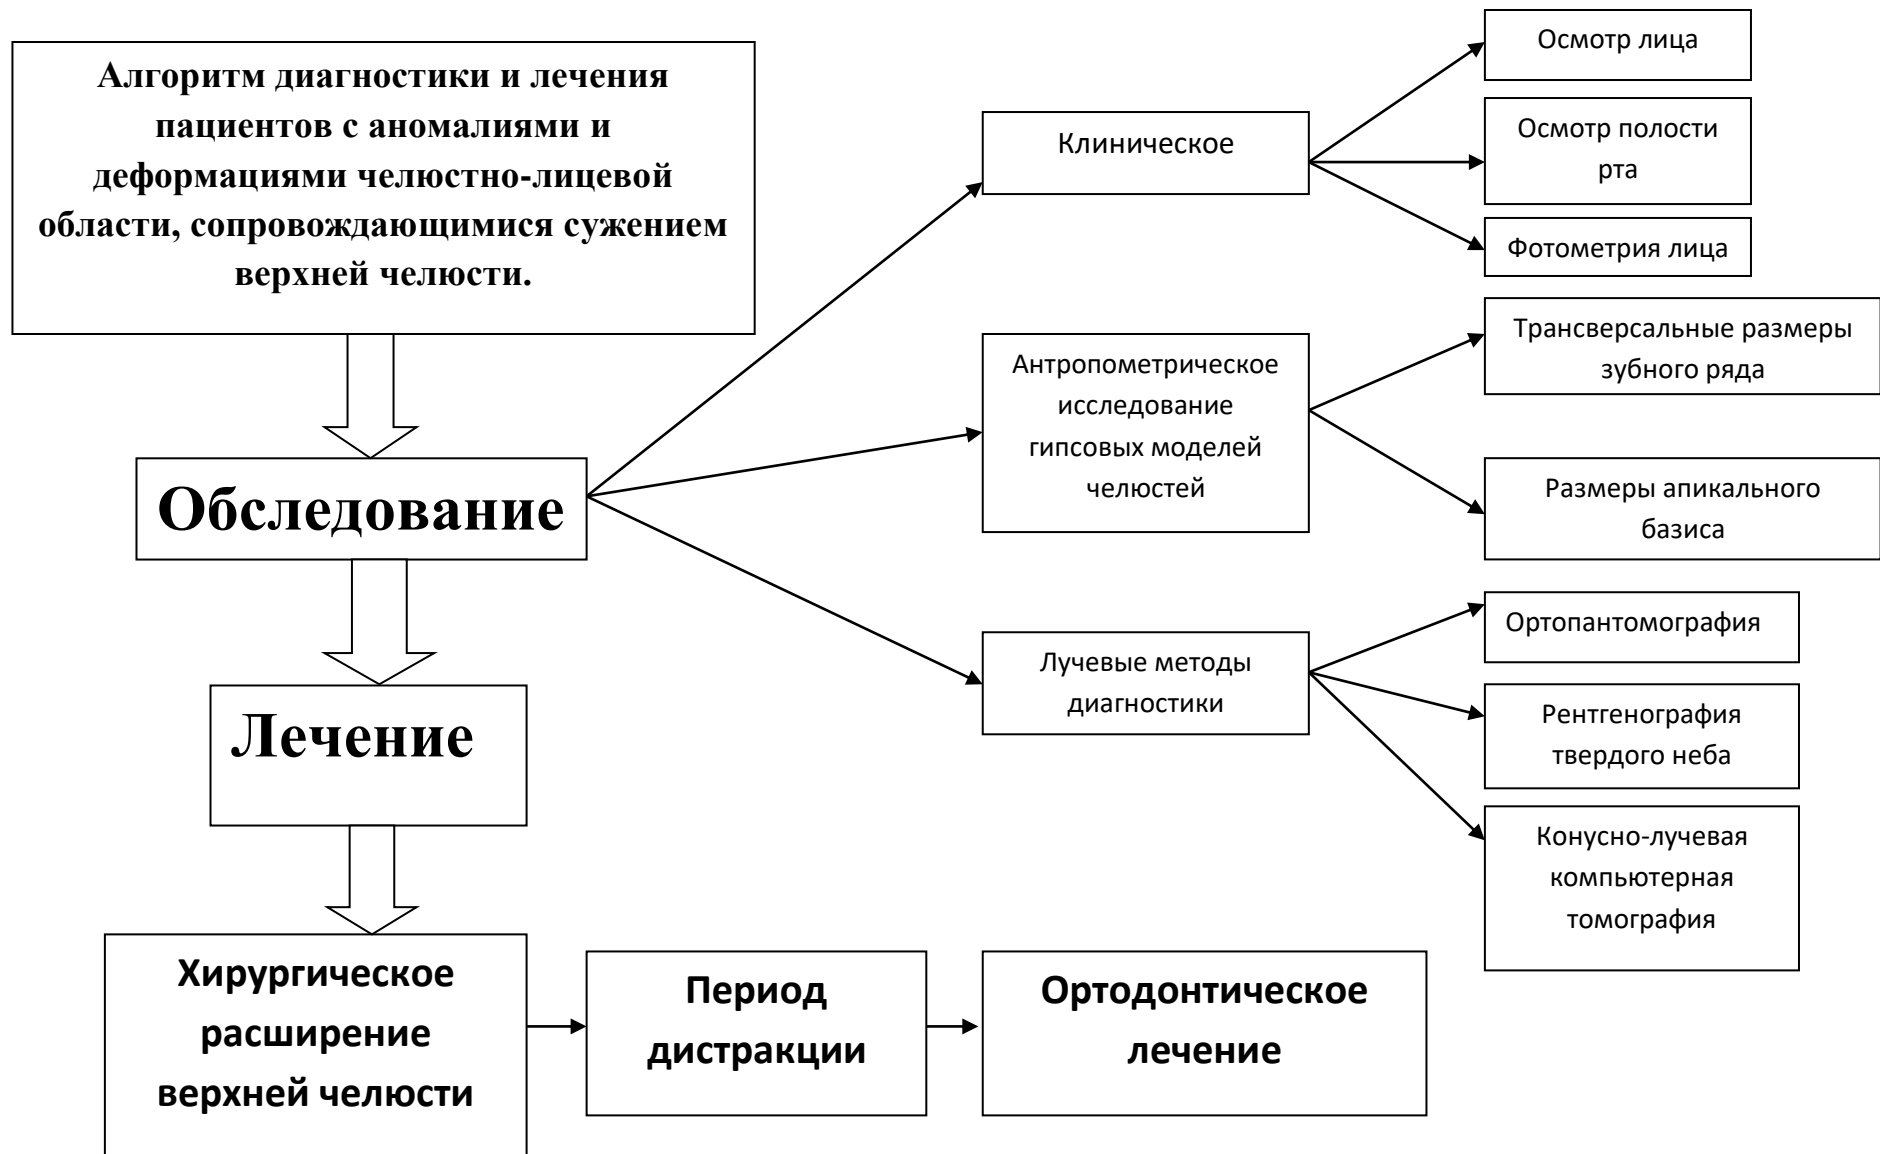 Алгоритм диагностики и лечения
пациентов с аномалиями и
деформациями челюстно-лицевой
области, сопровождающимися сужением
верхней челюсти.
Обследование
Клиническое
Осмотр лица
Осмотр полости
рта
Фотометрия лица
Антропометрическое
исследование
гипсовых моделей
челюстей
Трансверсальные размеры
зубного ряда
Размеры апикального
базиса
Лучевые методы
диагностики
Ортопантомография
Рентгенография
твердого неба
Конусно-лучевая
компьютерная
томография
Лечение
Хирургическое
расширение
верхней челюсти
Период
дистракции
Ортодонтическое
лечение